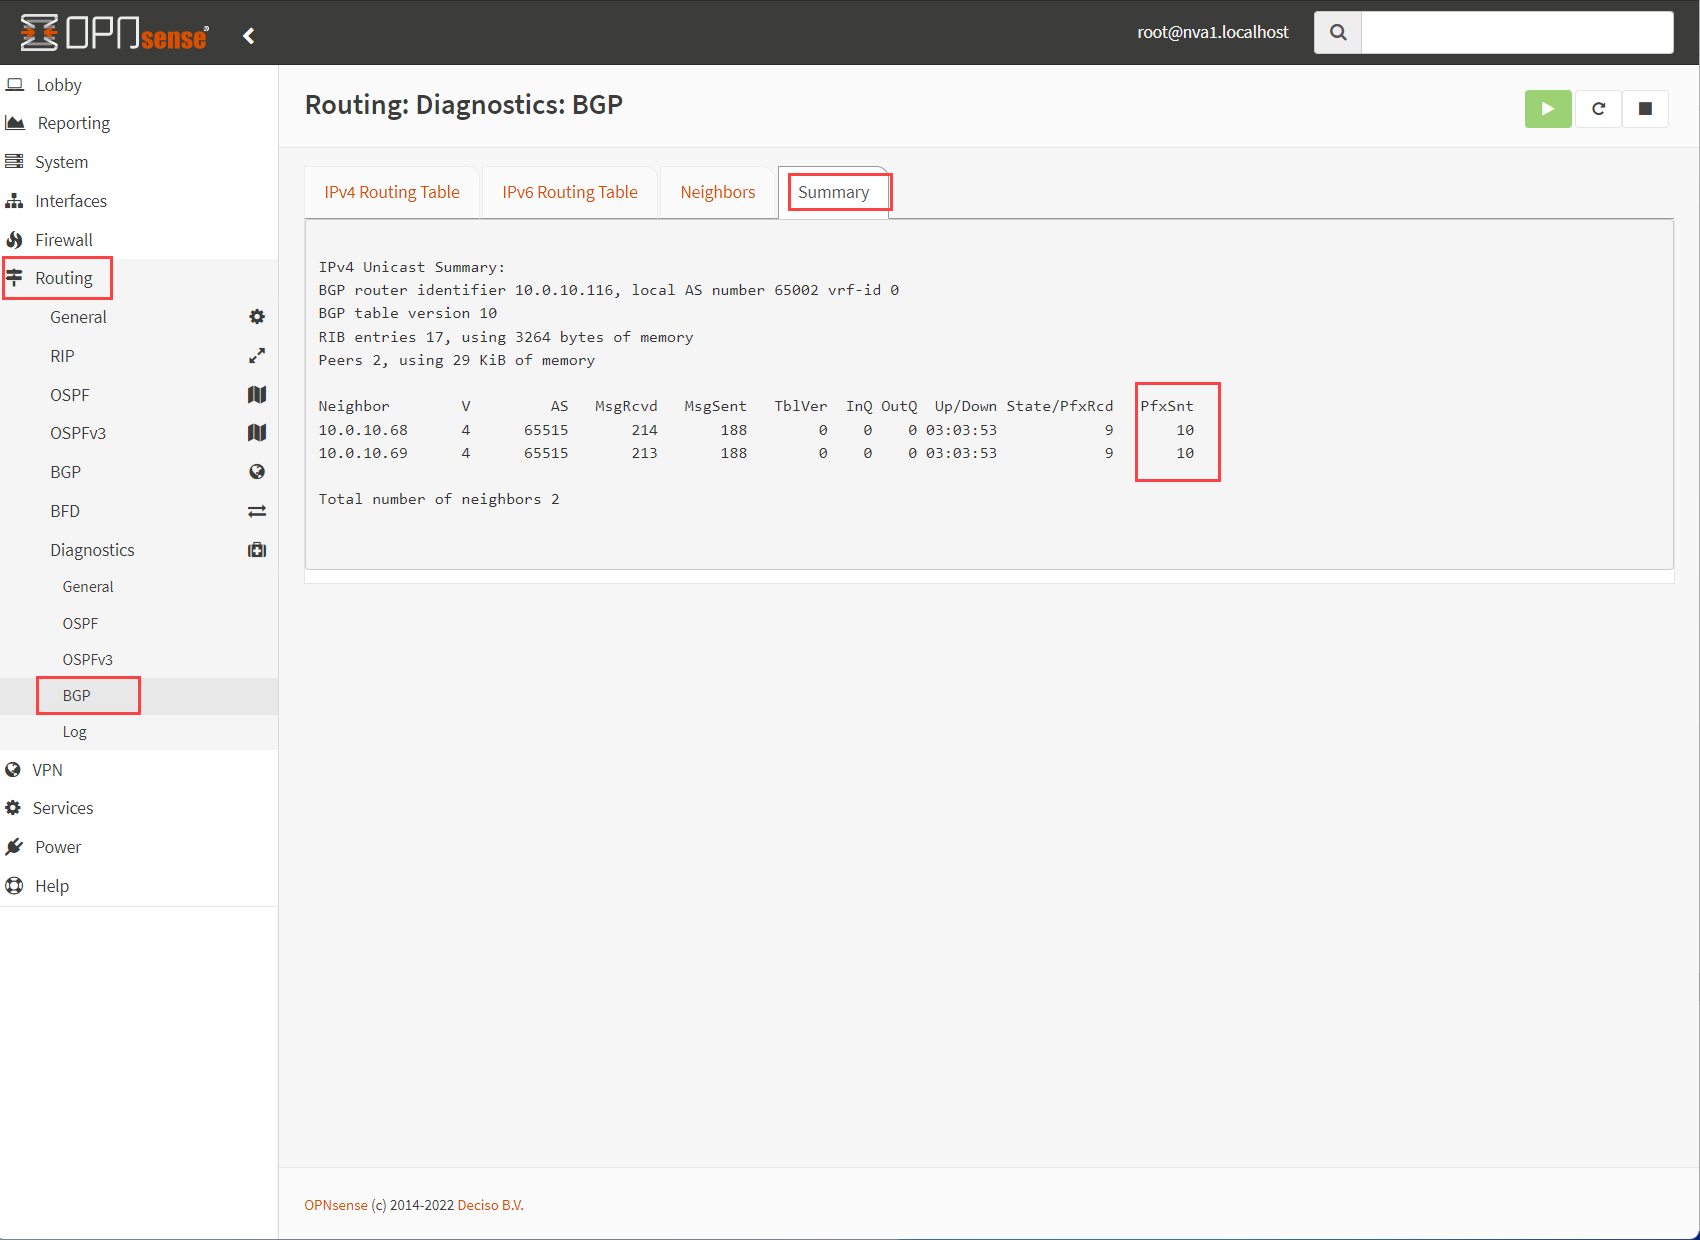 OPNsense®
root@nva1.localhost
Lobby
Reporting
System
Interfaces
Firewall
Routing
General
RIP
OSPF
OSPFv3
BGP
BFD
Diagnostics
General
OSPF
OSPFv3
BGP
Log
VPN
Services
Power
Help
Routing: Diagnostics: BGP
IPv4 Routing Table IPv6 Routing Table Neighbors Summary
IPv4 Unicast Summary:
BGP router identifier 10.0.10.116, local AS number 65002 vrf-id 0
BGP table version 10
RIB entries 17, using 3264 bytes of memory
Peers 2, using 29 KiB of memory
Neighbor V AS MsgRcvd MsgSent TblVer InQ OutQ Up/Down State/PfxRcd PfxSnt
10.0.10.68 4 65515 214 188 0 0 0 03:03:53 9 10
10.0.10.69 4 65515 213 188 0 0 0 03:03:53 9 10
Total number of neighbors 2
OPNsense (c) 2014-2022 Deciso B.V.